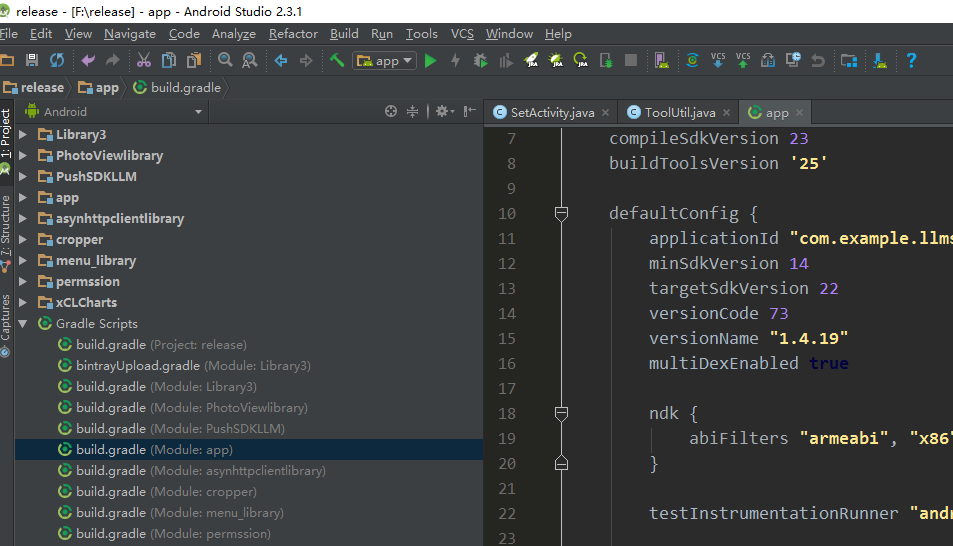 release - [F:\release] - app - Android Studio 2.3.1
File Edit View Navigate Code Analyze Refactor Build Run Tools VCS Window Help
app JRA JRA JRA VCS VCS ?
release app build.gradle
1: Project
7: Structure
Captures
Android
Library3
PhotoViewlibrary
PushSDKLLM
app
asynhttpclientlibrary
cropper
menu_library
permssion
xCLCharts
Gradle Scripts
build.gradle (Project: release)
bintrayUpload.gradle (Module: Library3)
build.gradle (Module: Library3)
build.gradle (Module: PhotoViewlibrary)
build.gradle (Module: PushSDKLLM)
build.gradle (Module: app)
build.gradle (Module: asynhttpclientlibrary)
build.gradle (Module: cropper)
build.gradle (Module: menu_library)
build.gradle (Module: permssion)
SetActivity.java ToolUtil.java app
7 compileSdkVersion 23
8 buildToolsVersion '25'
9
10 defaultConfig {
11 applicationId "com.example.llms
12 minSdkVersion 14
13 targetSdkVersion 22
14 versionCode 73
15 versionName "1.4.19"
16 multiDexEnabled true
17
18 ndk {
19 abiFilters "armeabi", "x86"
20 }
21
22 testInstrumentationRunner "andr
23